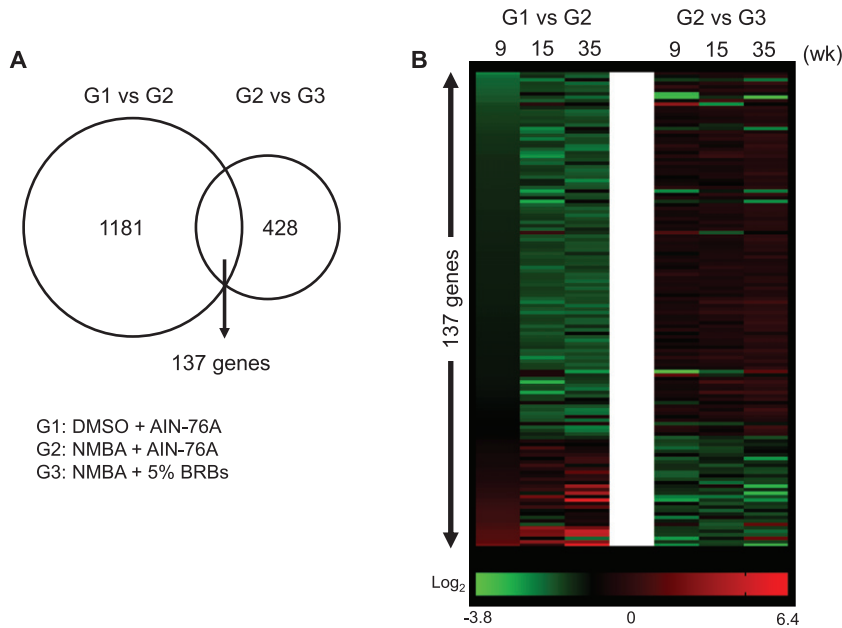 A
G1 vs G2
G2 vs G3
1181
428
137 genes
G1: DMSO + AIN-76A
G2: NMBA + AIN-76A
G3: NMBA + 5% BRBs
B
G1 vs G2
G2 vs G3
9 15 35 9 15 35 (wk)
137 genes
Log2
-3.8 0 6.4